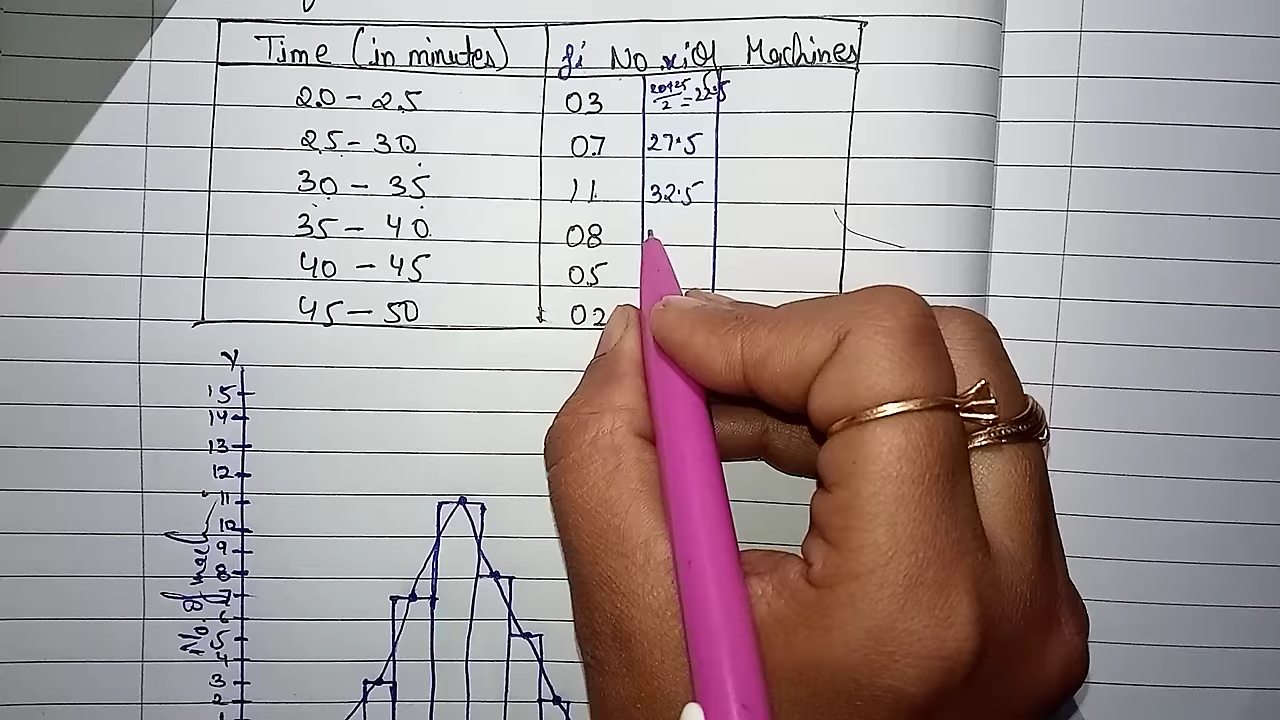 Time (in minutes) fi No xi Of Machines
20 - 25 03 20+25/2 = 22.5
25 - 30 07 27.5
30 - 35 11 32.5
35 - 40 08
40 - 45 05
45 - 50 02
Y
15
14
13
12
11
10
9
8
7
6
5
4
3
2
1
No. of mach